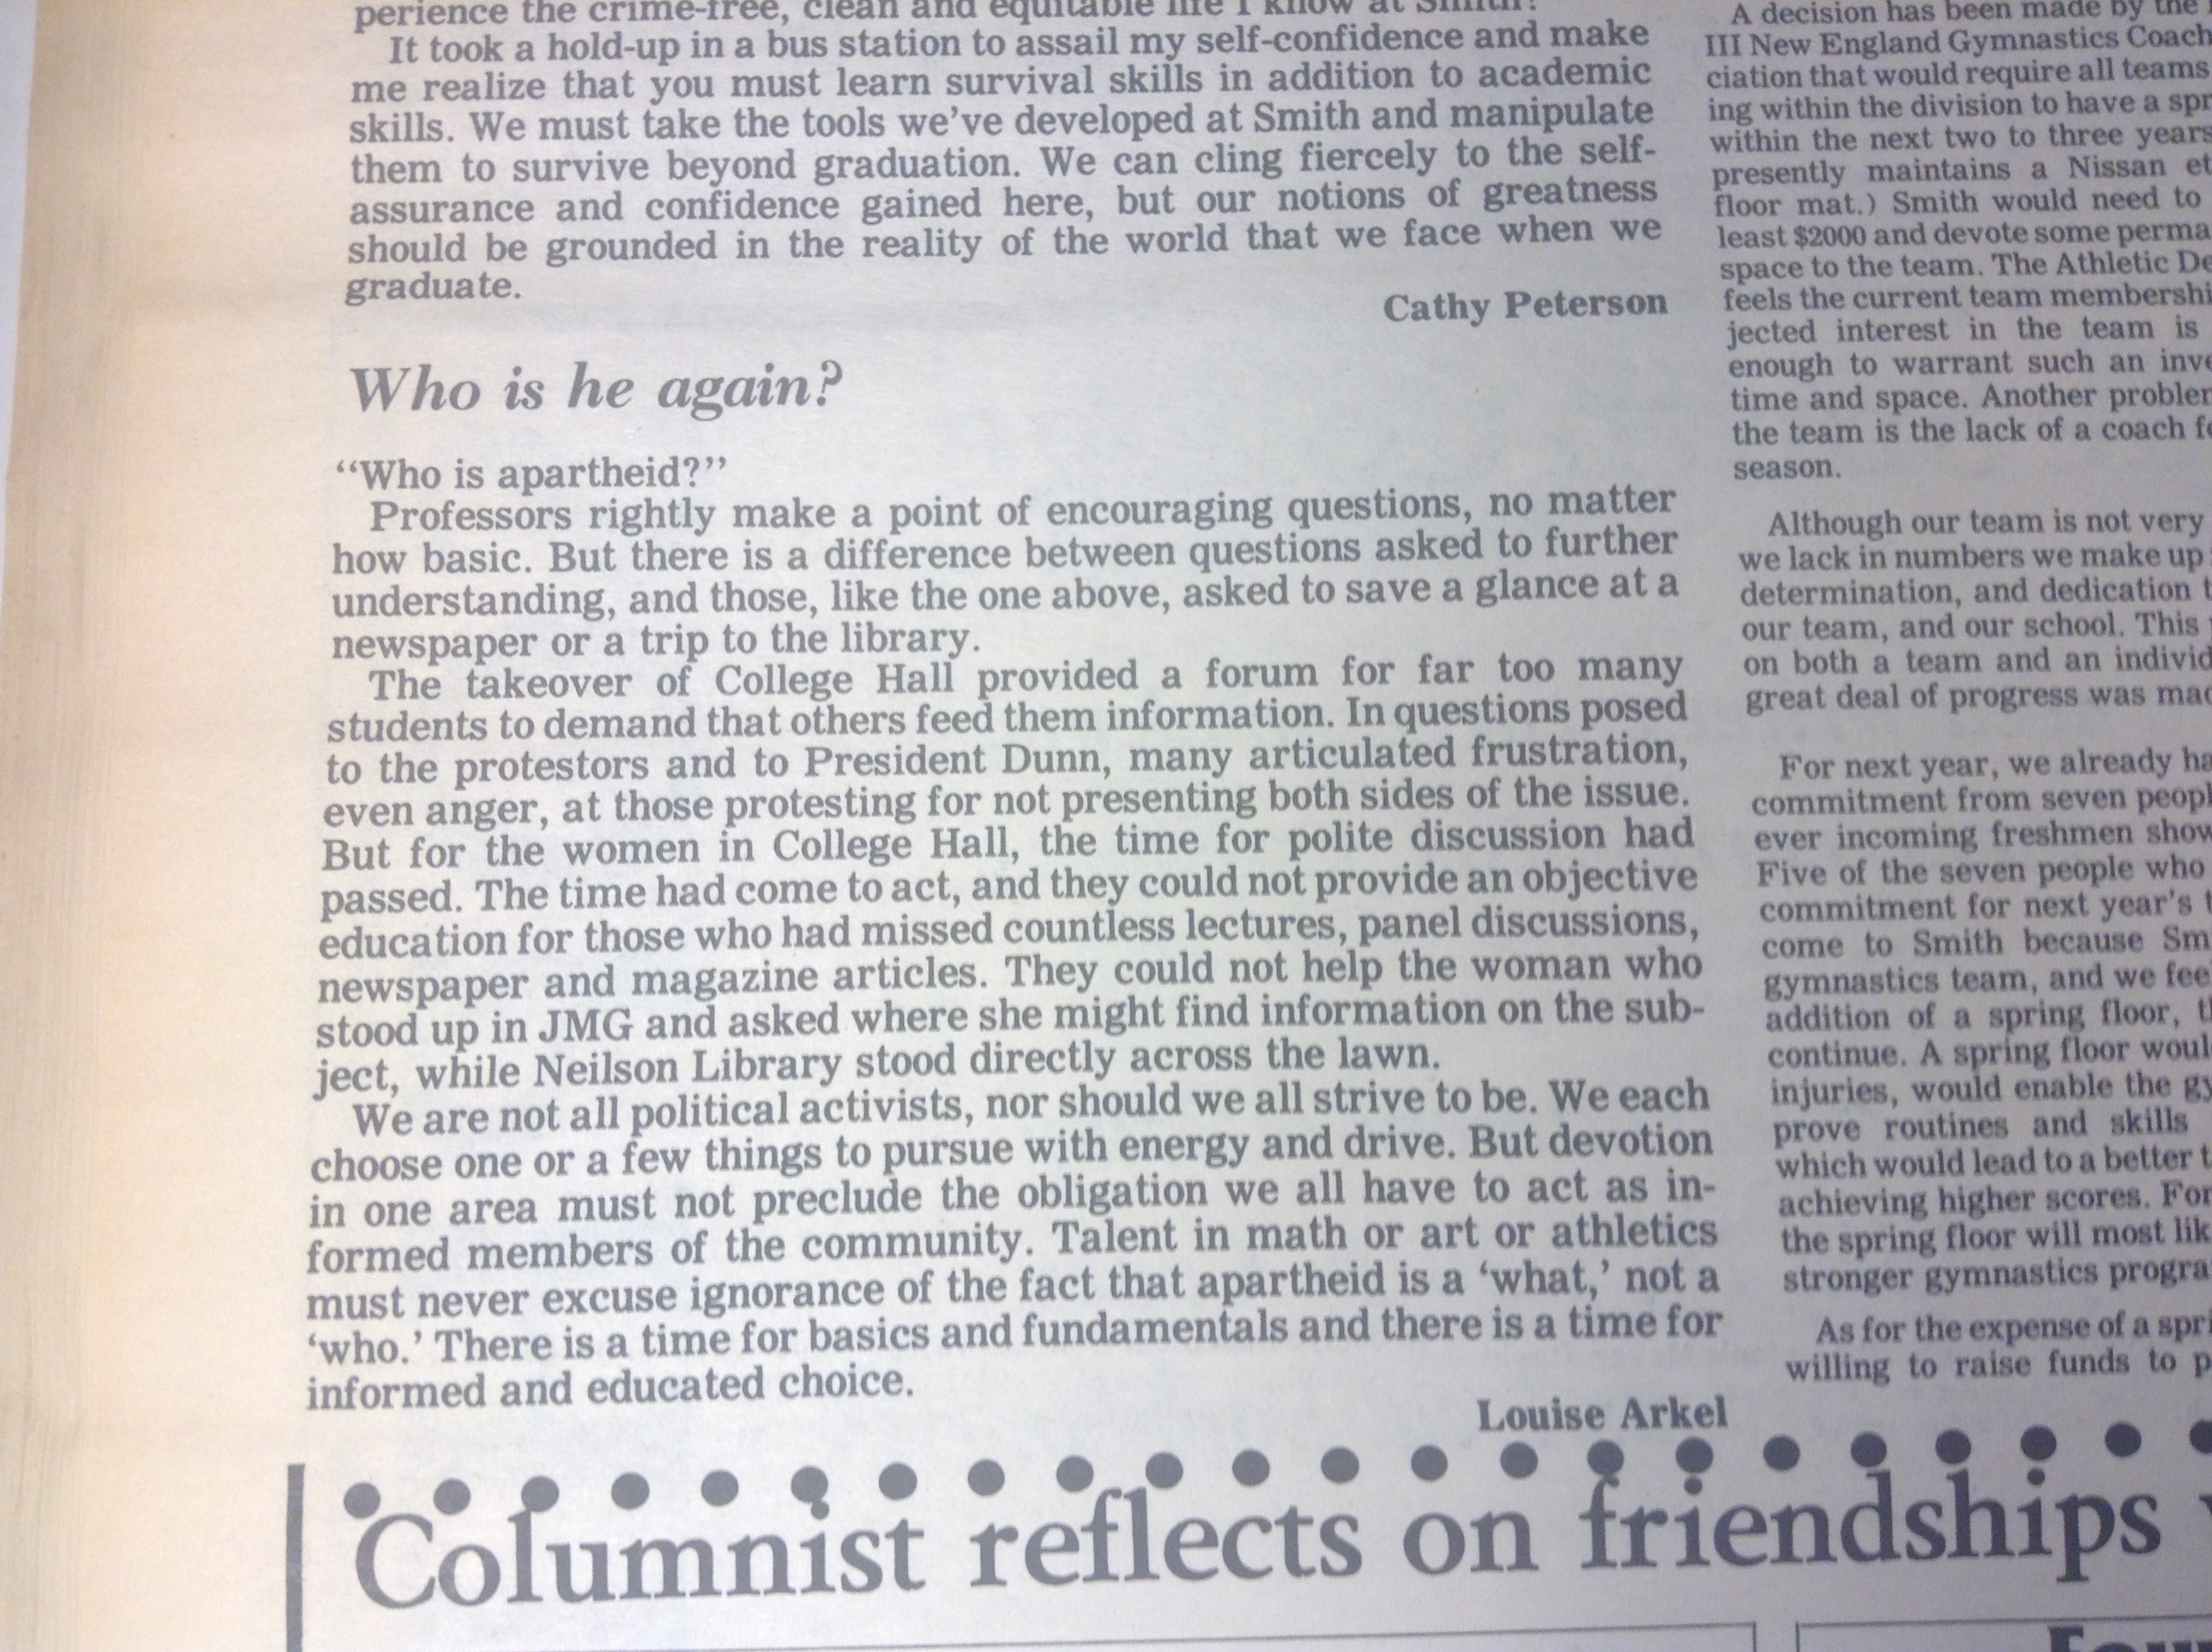 perience the crime-free, clean and equitable life I know at Smith!
It took a hold-up in a bus station to assail my self-confidence and make
me realize that you must learn survival skills in addition to academic
skills. We must take the tools we've developed at Smith and manipulate
them to survive beyond graduation. We can cling fiercely to the self-
assurance and confidence gained here, but our notions of greatness
should be grounded in the reality of the world that we face when we
graduate.
Cathy Peterson
Who is he again?
“Who is apartheid?”
Professors rightly make a point of encouraging questions, no matter
how basic. But there is a difference between questions asked to further
understanding, and those, like the one above, asked to save a glance at a
newspaper or a trip to the library.
The takeover of College Hall provided a forum for far too many
students to demand that others feed them information. In questions posed
to the protestors and to President Dunn, many articulated frustration,
even anger, at those protesting for not presenting both sides of the issue.
But for the women in College Hall, the time for polite discussion had
passed. The time had come to act, and they could not provide an objective
education for those who had missed countless lectures, panel discussions,
newspaper and magazine articles. They could not help the woman who
stood up in JMG and asked where she might find information on the sub-
ject, while Neilson Library stood directly across the lawn.
We are not all political activists, nor should we all strive to be. We each
choose one or a few things to pursue with energy and drive. But devotion
in one area must not preclude the obligation we all have to act as in-
formed members of the community. Talent in math or art or athletics
must never excuse ignorance of the fact that apartheid is a ‘what,’ not a
‘who.’ There is a time for basics and fundamentals and there is a time for
informed and educated choice.
Louise Arkel
A decision has been made by the
III New England Gymnastics Coach
ciation that would require all teams
ing within the division to have a spr
within the next two to three years
presently maintains a Nissan
floor mat.) Smith would need to
least $2000 and devote some perma
space to the team. The Athletic De
feels the current team membershi
jected interest in the team is
enough to warrant such an inve
time and space. Another problem
the team is the lack of a coach
season.
Although our team is not very
we lack in numbers we make up
determination, and dedication
our team, and our school. This
on both a team and an individ
great deal of progress was mad
For next year, we already ha
commitment from seven peopl
ever incoming freshmen show
Five of the seven people who
commitment for next year's
come to Smith because Sm
gymnastics team, and we fee
addition of a spring floor,
continue. A spring floor woul
injuries, would enable the gy
prove routines and skills
which would lead to a better
achieving higher scores. For
the spring floor will most lik
stronger gymnastics progra
As for the expense of a spri
willing to raise funds to p
Columnist reflects on friendships